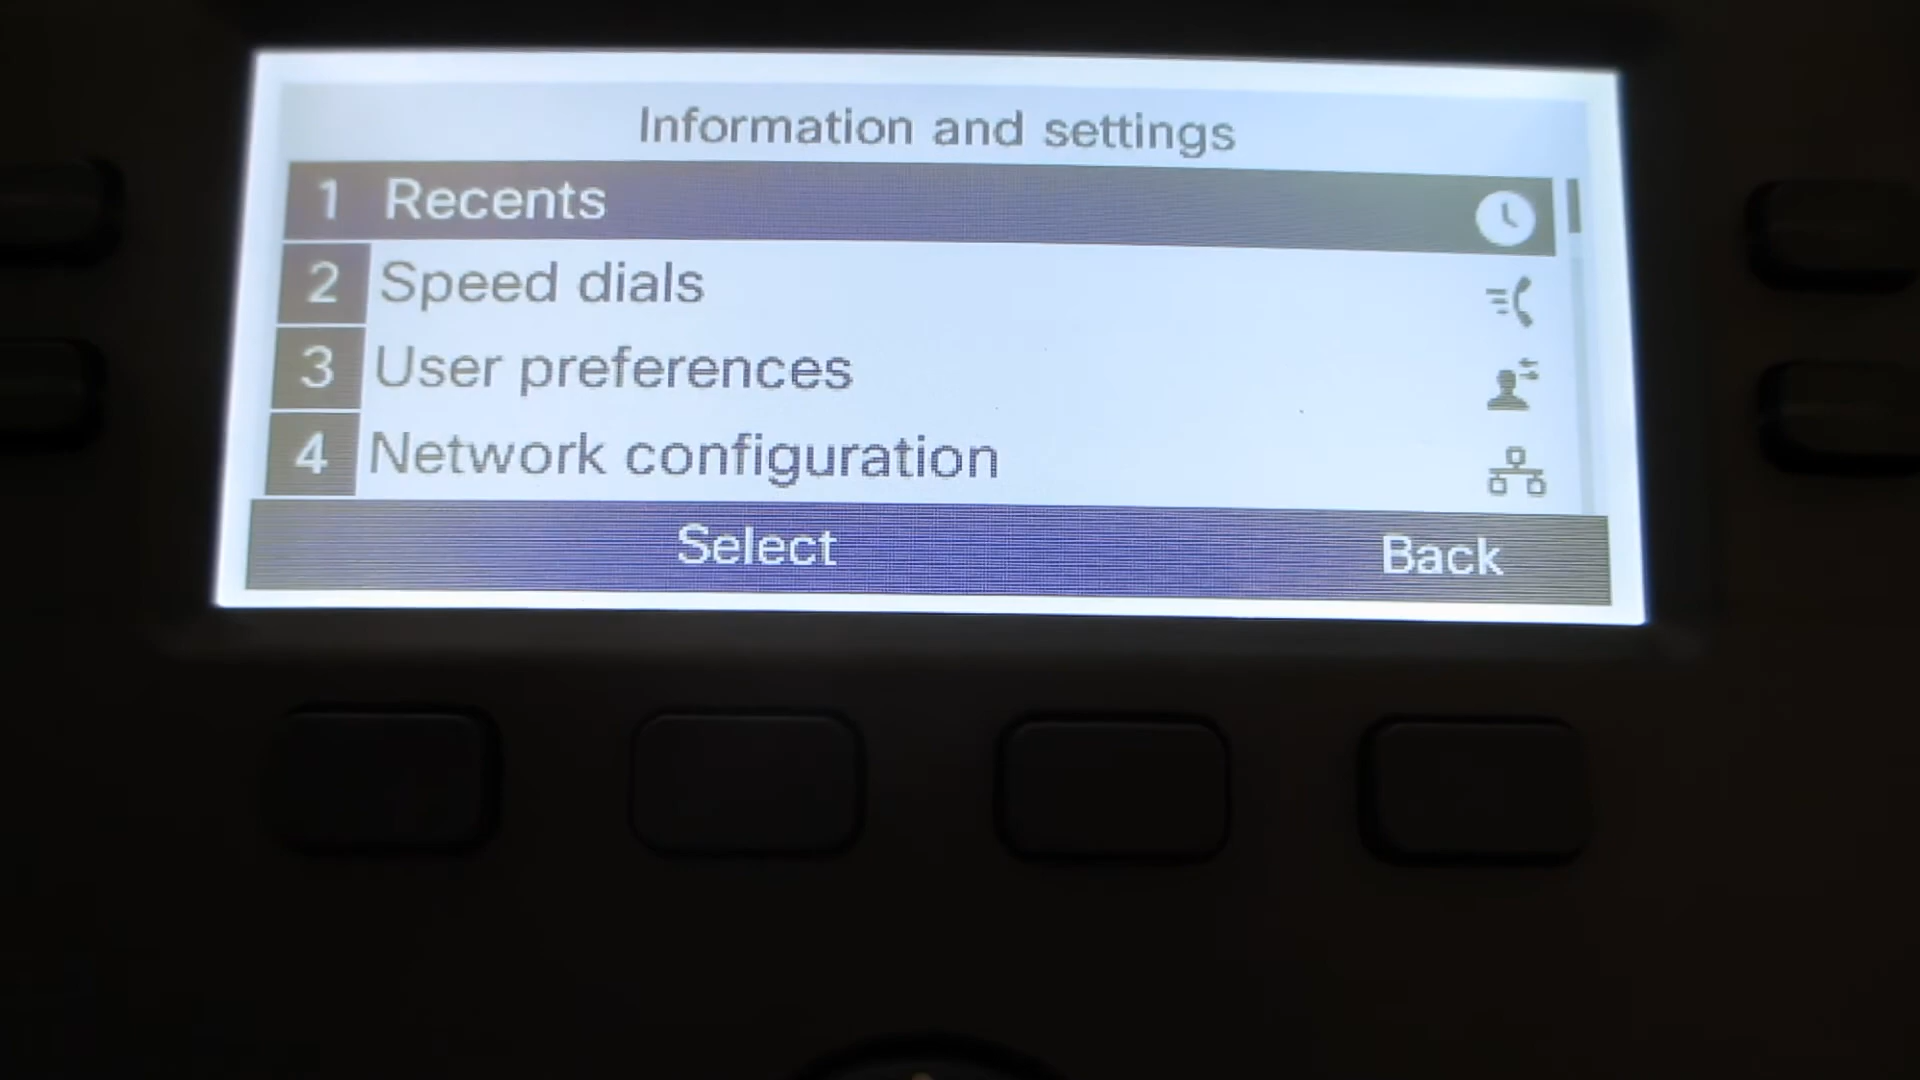 Information and settings
1 Recents
2 Speed dials
3 User preferences
4 Network configuration
Select Back